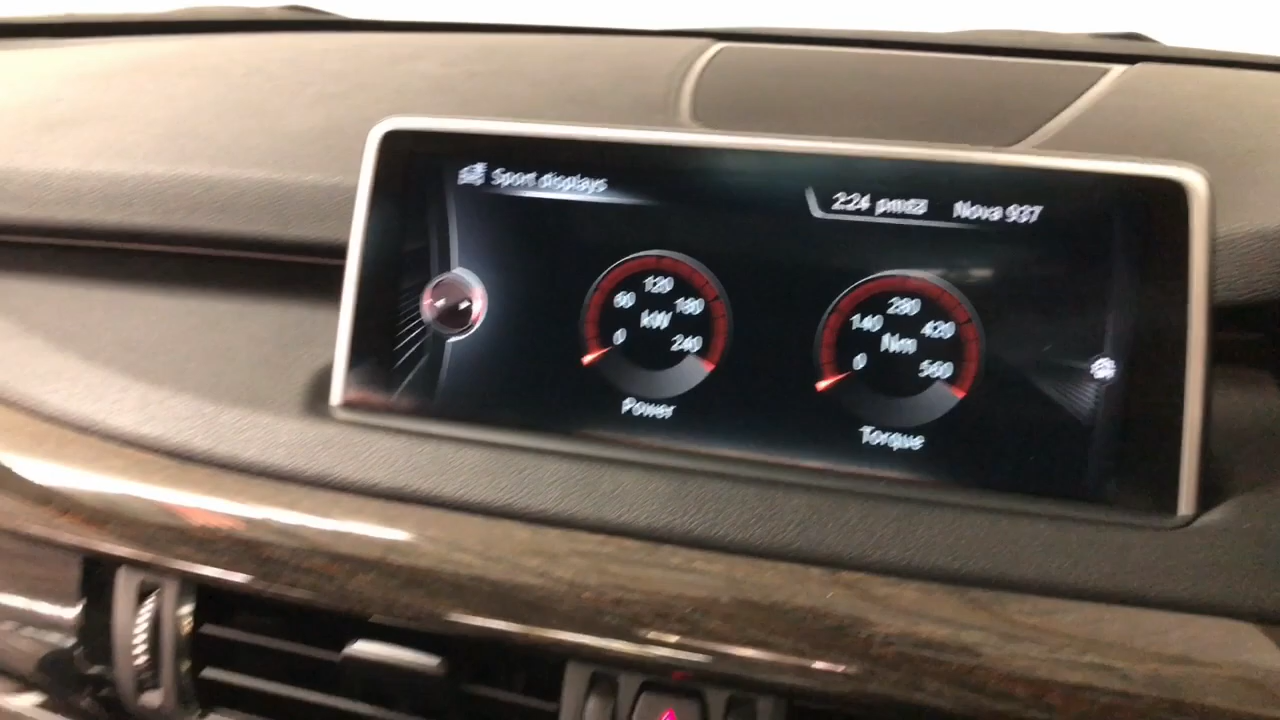 Sport displays
2:24 pm Nova 937
0 60 120 180 240
kW
Power
0 140 280 420 560
Nm
Torque